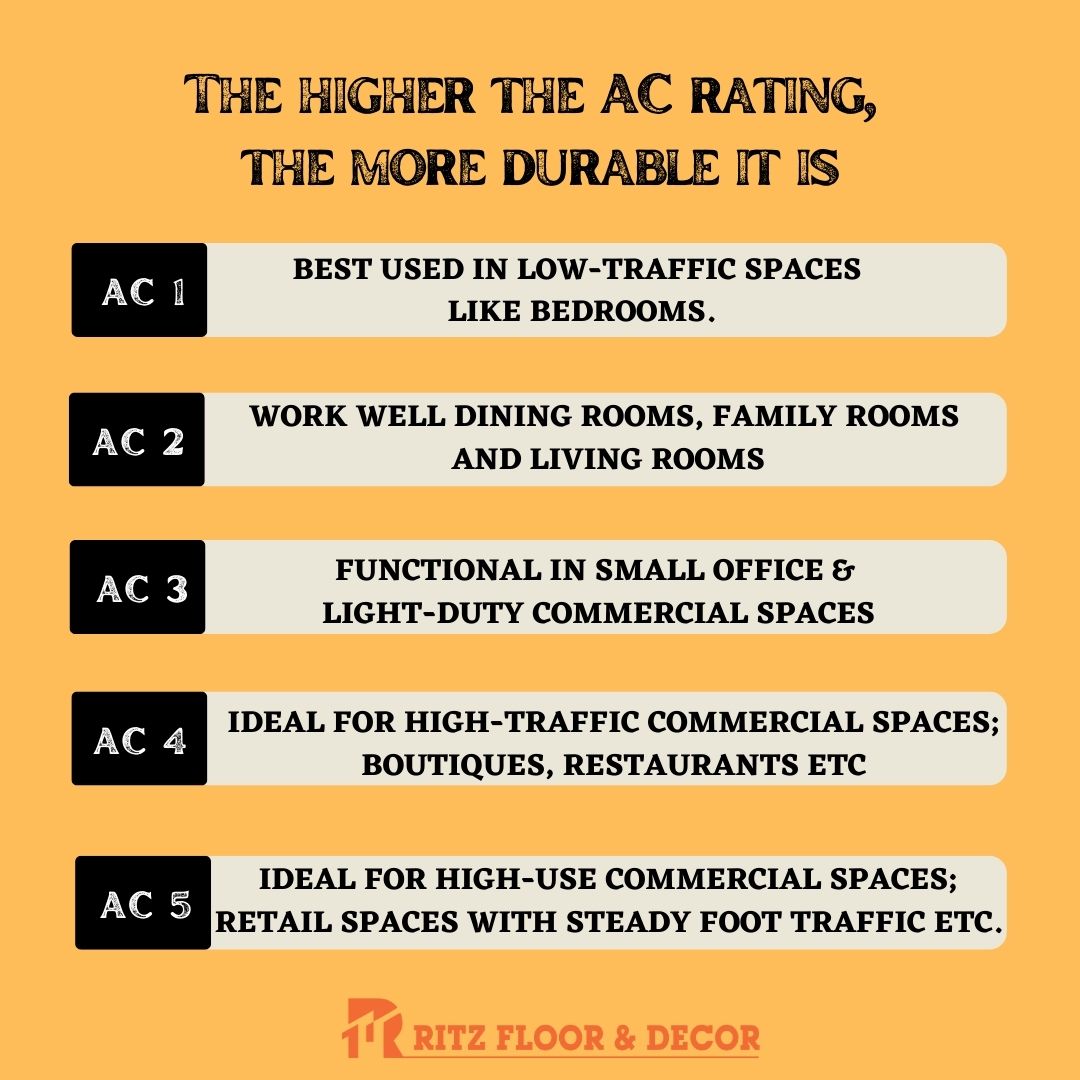 The higher the AC rating,
the more durable it is
AC 1
BEST USED IN LOW-TRAFFIC SPACES
LIKE BEDROOMS.
AC 2
WORK WELL DINING ROOMS, FAMILY ROOMS
AND LIVING ROOMS
AC 3
FUNCTIONAL IN SMALL OFFICE &
LIGHT-DUTY COMMERCIAL SPACES
AC 4
IDEAL FOR HIGH-TRAFFIC COMMERCIAL SPACES;
BOUTIQUES, RESTAURANTS ETC
AC 5
IDEAL FOR HIGH-USE COMMERCIAL SPACES;
RETAIL SPACES WITH STEADY FOOT TRAFFIC ETC.
RITZ FLOOR & DECOR